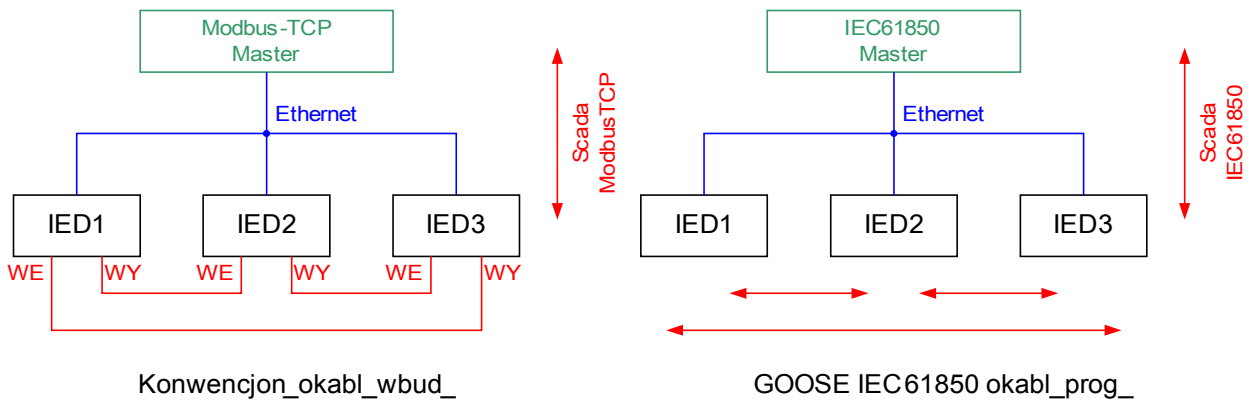 Modbus-TCP
Master
Ethernet
Scada
ModbusTCP
IED1
IED2
IED3
WE
WY
WE
WY
WE
WY
Konwencjon_okabl_wbud_
IEC61850
Master
Ethernet
Scada
IEC61850
IED1
IED2
IED3
GOOSE IEC61850 okabl_prog_